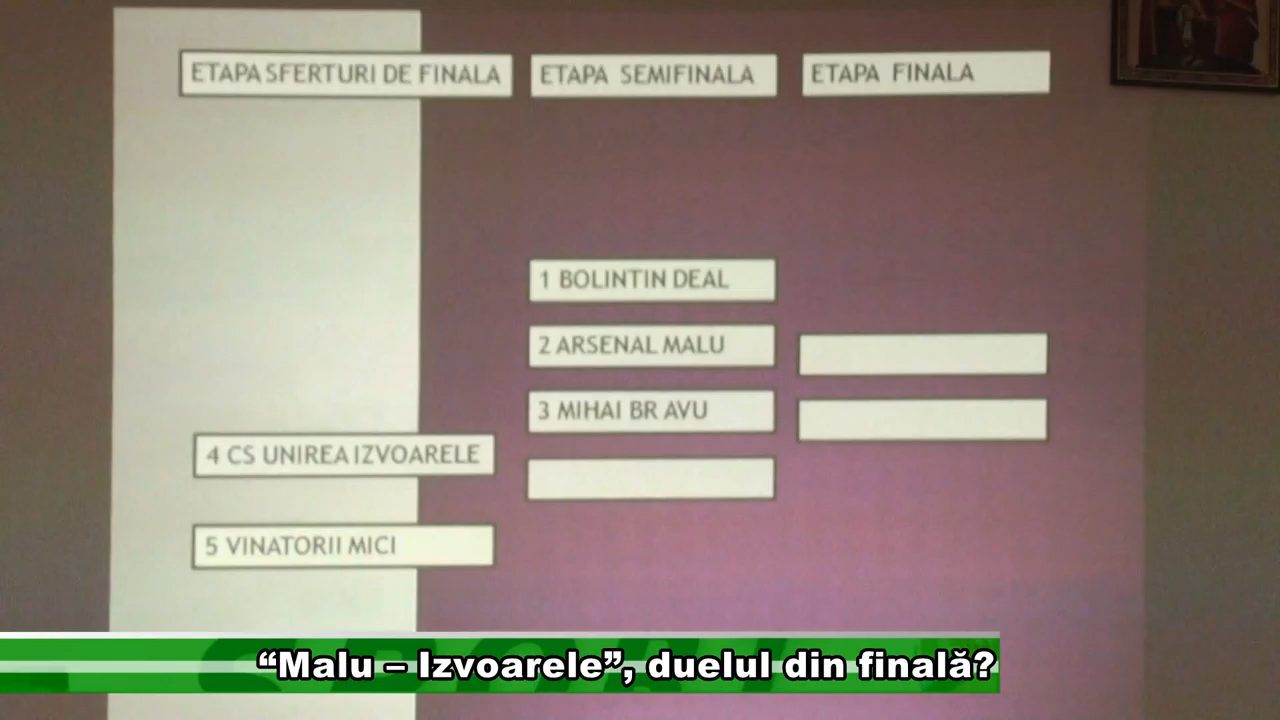 ETAPA SFERTURI DE FINALA
ETAPA SEMIFINALA
ETAPA FINALA
1 BOLINTIN DEAL
2 ARSENAL MALU
3 MIHAI BR AVU
4 CS UNIREA IZVOARELE
5 VINATORII MICI
SPORT
“Malu – Izvoarele”, duelul din finală?